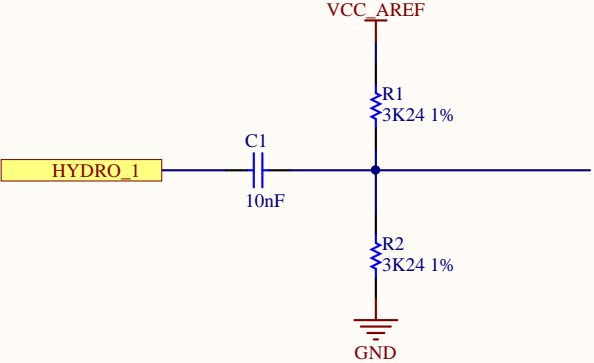 VCC_AREF
R1
3K24 1%
C1
HYDRO_1
10nF
R2
3K24 1%
GND